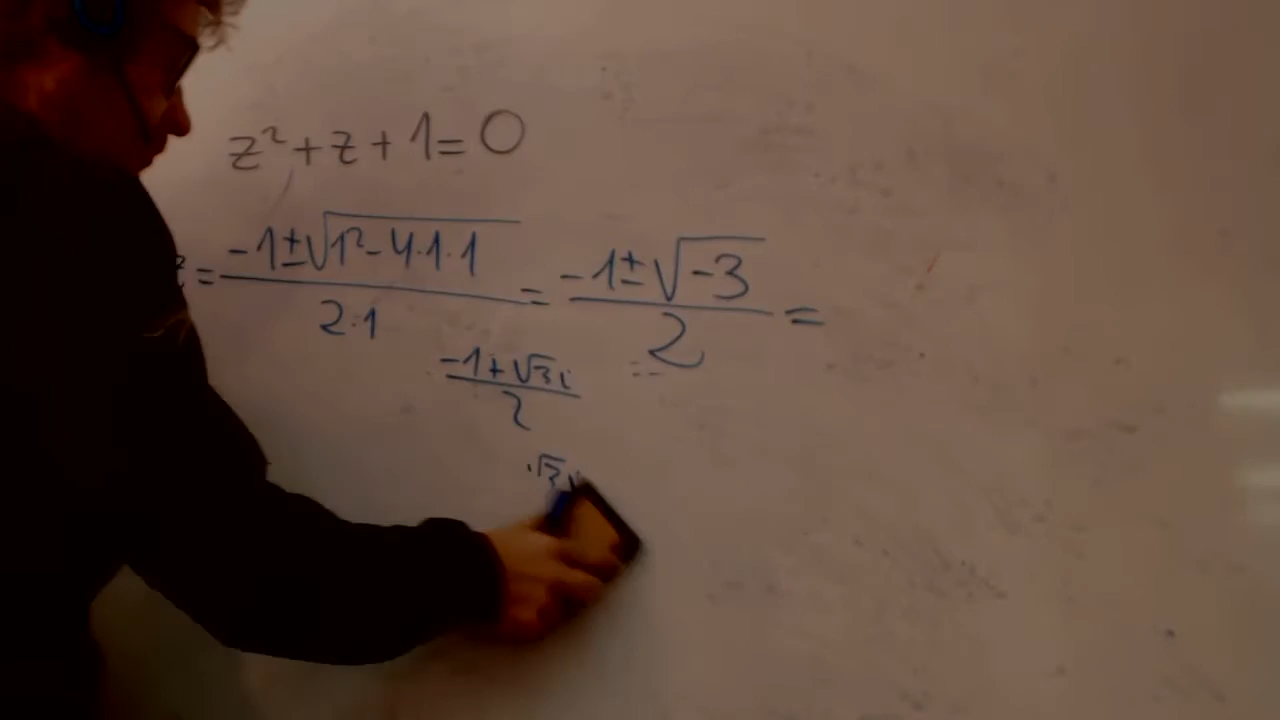 z²+z+1=0
z = (-1±√(1²-4·1·1))/(2·1) = (-1±√(-3))/2 =
(-1+√3i)/2